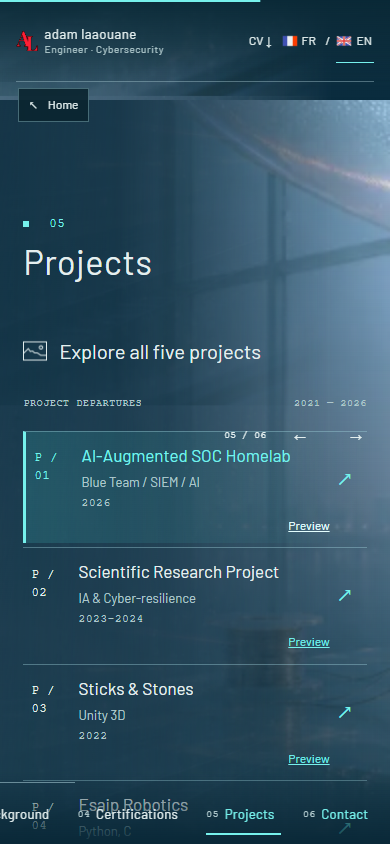 adam laaouane
Engineer · Cybersecurity
CV ↓ FR / EN
↖ Home
05
Projects
Explore all five projects
PROJECT DEPARTURES 2021 — 2026
05 / 06 ← →
P / 01 AI-Augmented SOC Homelab ↗
Blue Team / SIEM / AI
2026
Preview
P / 02 Scientific Research Project ↗
IA & Cyber-resilience
2023–2024
Preview
P / 03 Sticks & Stones ↗
Unity 3D
2022
Preview
P / 04 Esaip Robotics ↗
Python, C
kground 04 Certifications 05 Projects 06 Contact